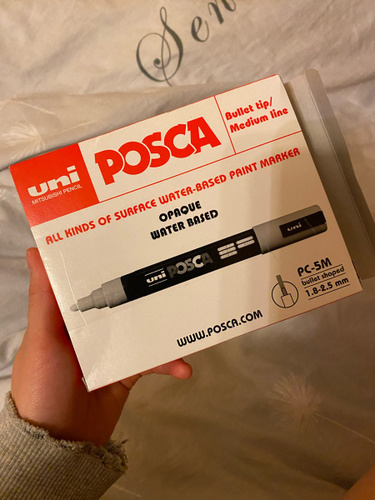 Sen
uni
MITSUBISHI PENCIL
POSCA
Bullet tip/
Medium line
ALL KINDS OF SURFACE WATER-BASED PAINT MARKER
OPAQUE
WATER BASED
uni POSCA
PC-5M
bullet shaped
1.8-2.5 mm
WWW.POSCA.COM